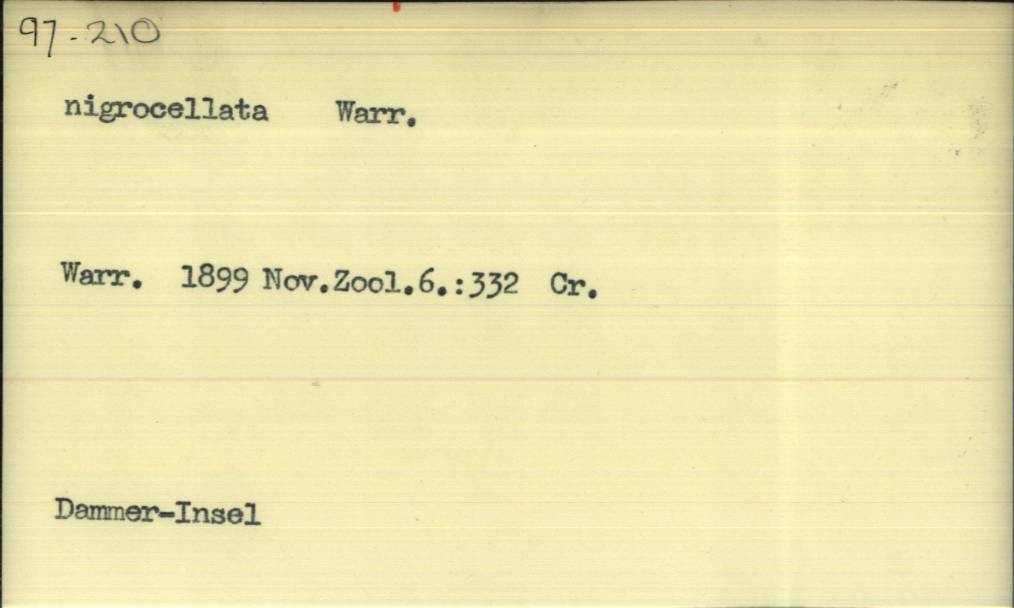 97-210
nigrocellata Warr.
Warr. 1899 Nov.Zool.6.:332 Cr.
Dammer-Insel